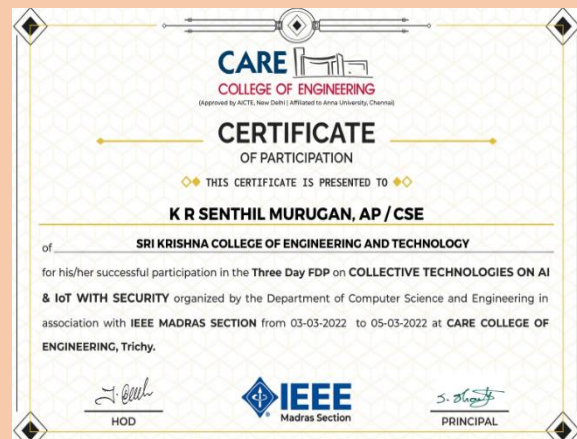 CARE
COLLEGE OF ENGINEERING
(Approved by AICTE, New Delhi | Affiliated to Anna University, Chennai)
CERTIFICATE
OF PARTICIPATION
THIS CERTIFICATE IS PRESENTED TO
K R SENTHIL MURUGAN, AP / CSE
of SRI KRISHNA COLLEGE OF ENGINEERING AND TECHNOLOGY
for his/her successful participation in the Three Day FDP on COLLECTIVE TECHNOLOGIES ON AI
& IoT WITH SECURITY organized by the Department of Computer Science and Engineering in
association with IEEE MADRAS SECTION from 03-03-2022 to 05-03-2022 at CARE COLLEGE OF
ENGINEERING, Trichy.
HOD
IEEE
Madras Section
PRINCIPAL